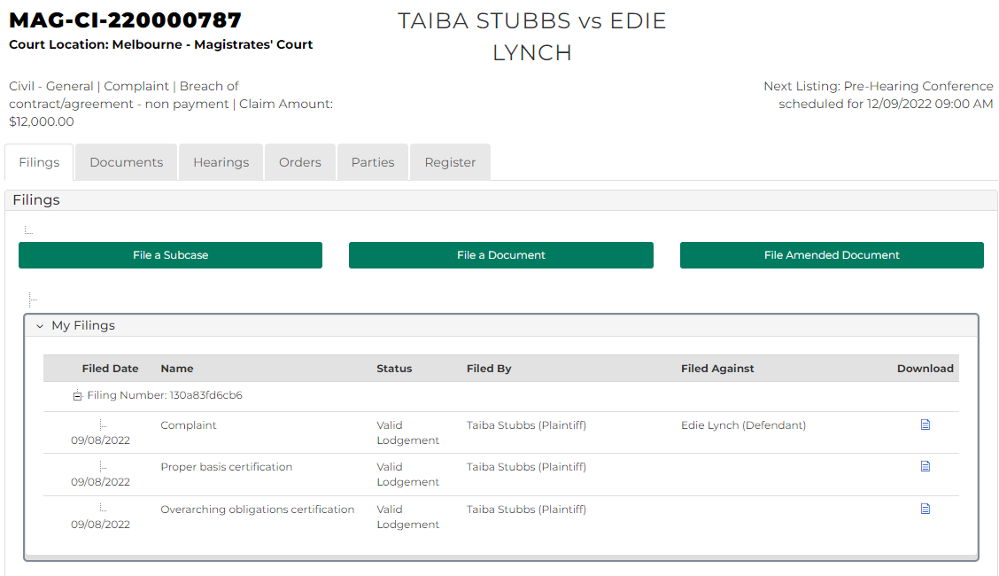 MAG-CI-220000787
Court Location: Melbourne - Magistrates' Court
TAIBA STUBBS vs EDIE
LYNCH
Civil - General | Complaint | Breach of
contract/agreement - non payment | Claim Amount:
$12,000.00
Next Listing: Pre-Hearing Conference
scheduled for 12/09/2022 09:00 AM
Filings Documents Hearings Orders Parties Register
Filings
File a Subcase File a Document File Amended Document
My Filings
Filed Date Name Status Filed By Filed Against Download
Filing Number: 130a83fd6cb6
09/08/2022 Complaint Valid Lodgement Taiba Stubbs (Plaintiff) Edie Lynch (Defendant)
09/08/2022 Proper basis certification Valid Lodgement Taiba Stubbs (Plaintiff)
09/08/2022 Overarching obligations certification Valid Lodgement Taiba Stubbs (Plaintiff)